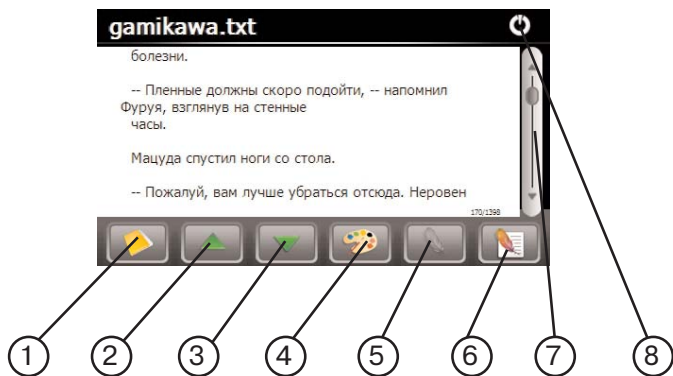 gamikawa.txt
болезни.
-- Пленные должны скоро подойти, -- напомнил
Фуруя, взглянув на стенные
часы.
Мацуда спустил ноги со стола.
-- Пожалуй, вам лучше убраться отсюда. Неровен
170/1398
1 2 3 4 5 6 7 8